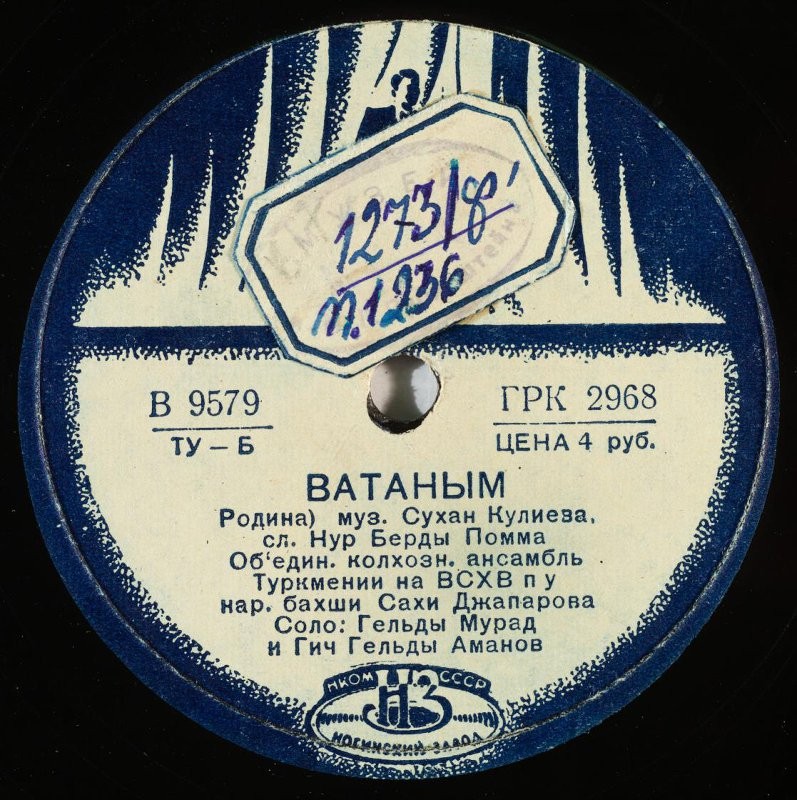 1273/8'
п.1236
В 9579
ТУ – Б
ГРК 2968
ЦЕНА 4 руб.
ВАТАНЫМ
Родина) муз. Сухан Кулиева,
сл. Нур Берды Помма
Об'един. колхозн. ансамбль
Туркмении на ВСХВ п у
нар. бахши Сахи Джапарова
Соло: Гельды Мурад
и Гич Гельды Аманов
НКОМ СССР
НЗ
НОГИНСКИЙ ЗАВОД